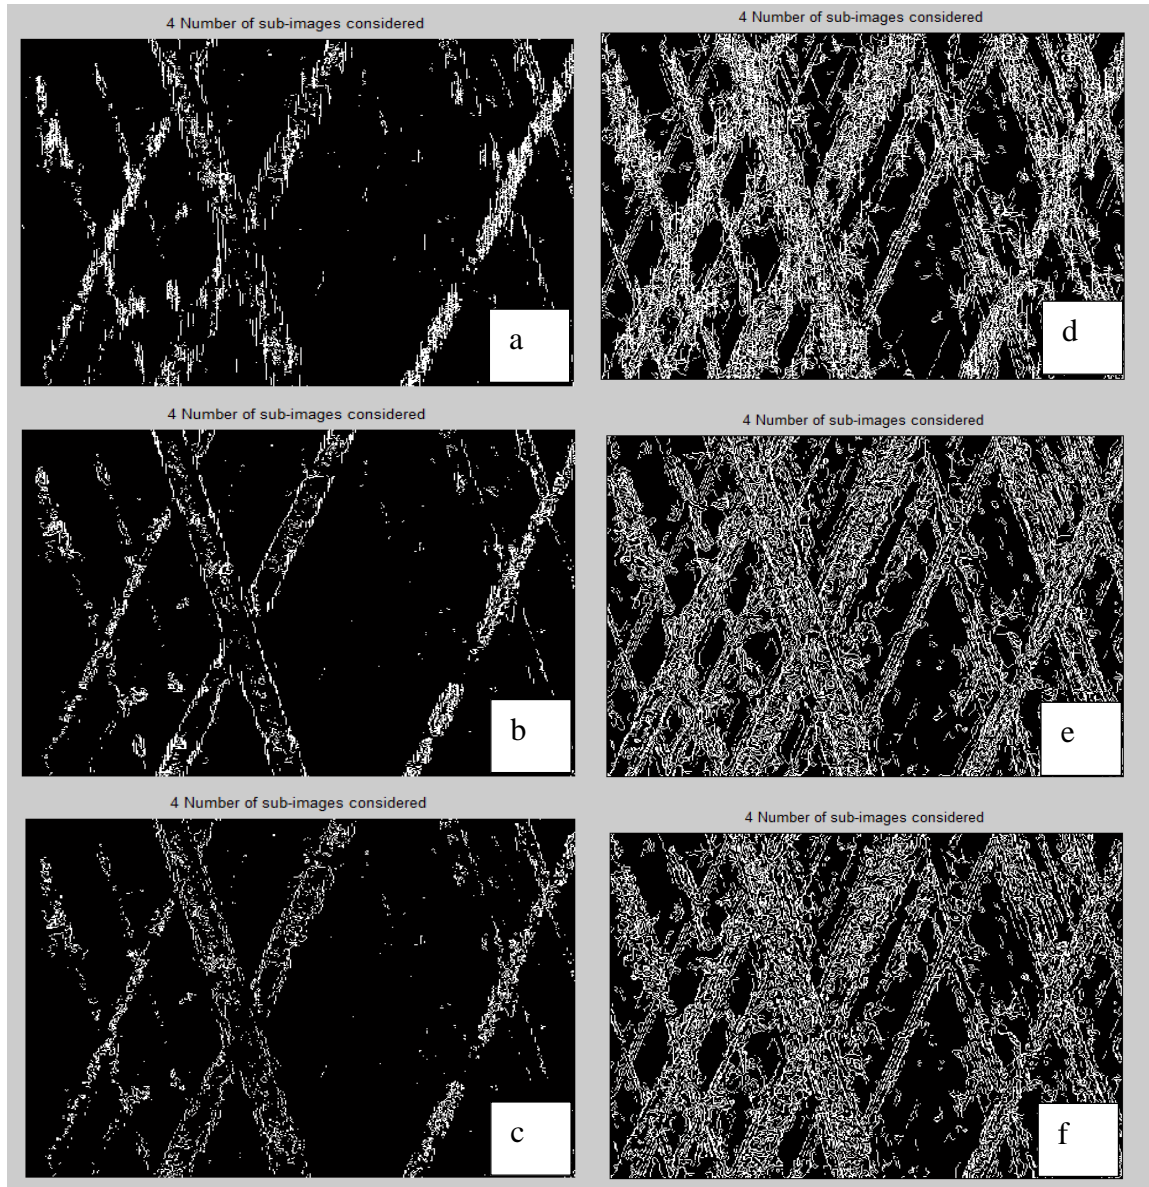 4 Number of sub-images considered
4 Number of sub-images considered
a
d
4 Number of sub-images considered
4 Number of sub-images considered
b
e
4 Number of sub-images considered
4 Number of sub-images considered
c
f